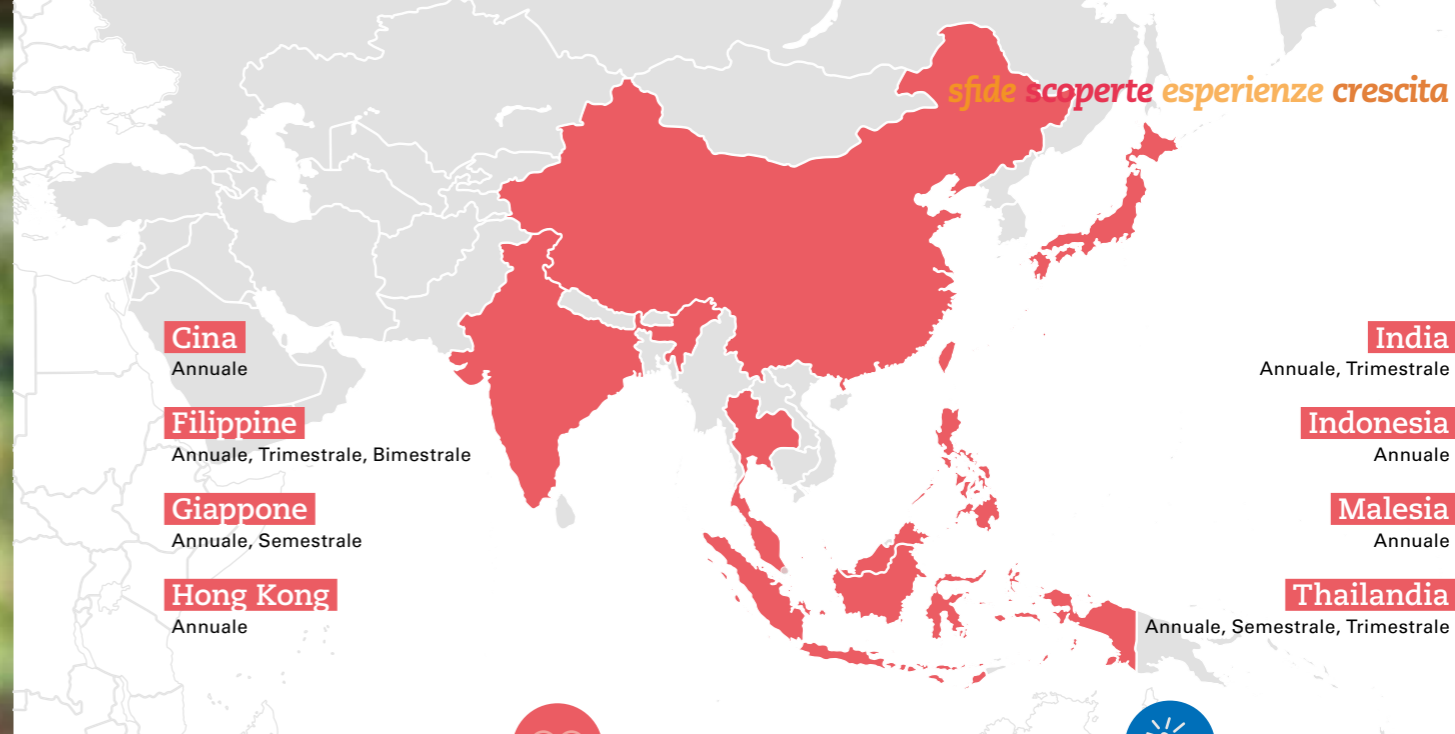 sfide scoperte esperienze crescita
Cina
Annuale
Filippine
Annuale, Trimestrale, Bimestrale
Giappone
Annuale, Semestrale
Hong Kong
Annuale
India
Annuale, Trimestrale
Indonesia
Annuale
Malesia
Annuale
Thailandia
Annuale, Semestrale, Trimestrale